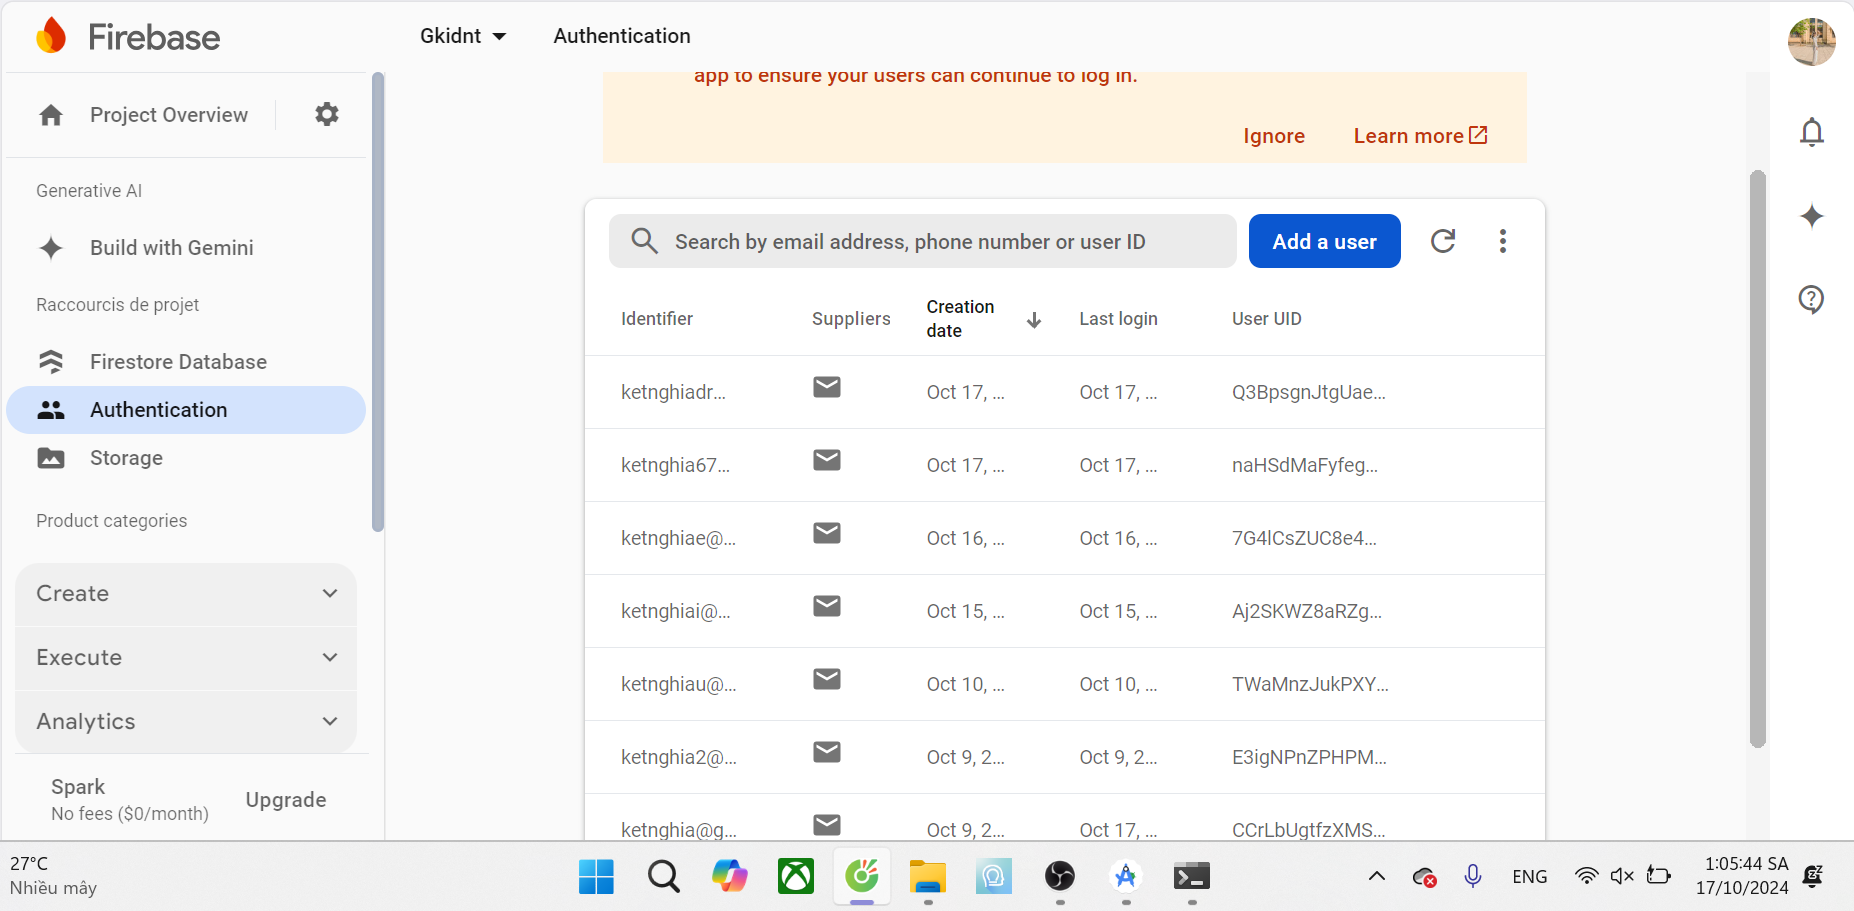 Firebase
Gkidnt
Authentication
Project Overview
Generative AI
Build with Gemini
Raccourcis de projet
Firestore Database
Authentication
Storage
Product categories
Create
Execute
Analytics
Spark
No fees ($0/month)
Upgrade
app to ensure your users can continue to log in.
Ignore
Learn more
Search by email address, phone number or user ID
Add a user
Identifier Suppliers Creation date Last login User UID
ketnghiadr... Oct 17, ... Oct 17, ... Q3BpsgnJtgUae...
ketnghia67... Oct 17, ... Oct 17, ... naHSdMaFyfeg...
ketnghiae@... Oct 16, ... Oct 16, ... 7G4lCsZUC8e4...
ketnghiai@... Oct 15, ... Oct 15, ... Aj2SKWZ8aRZg...
ketnghiau@... Oct 10, ... Oct 10, ... TWaMnzJukPXY...
ketnghia2@... Oct 9, 2... Oct 9, 2... E3igNPnZPHPM...
ketnghia@g... Oct 9, 2... Oct 17, ... CCrLbUgtfzXMS...
27°C
Nhiều mây
ENG
1:05:44 SA
17/10/2024